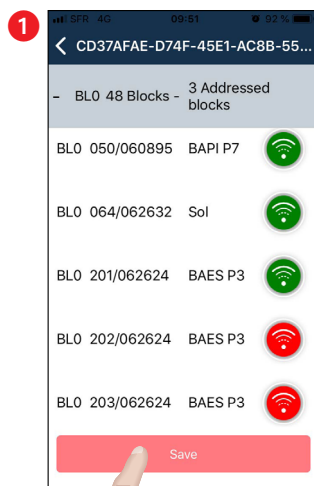 1
SFR 4G 09:51 92 %
CD37AFAE-D74F-45E1-AC8B-55...
- BL0 48 Blocks - 3 Addressed
blocks
BL0 050/060895 BAPI P7
BL0 064/062632 Sol
BL0 201/062624 BAES P3
BL0 202/062624 BAES P3
BL0 203/062624 BAES P3
Save